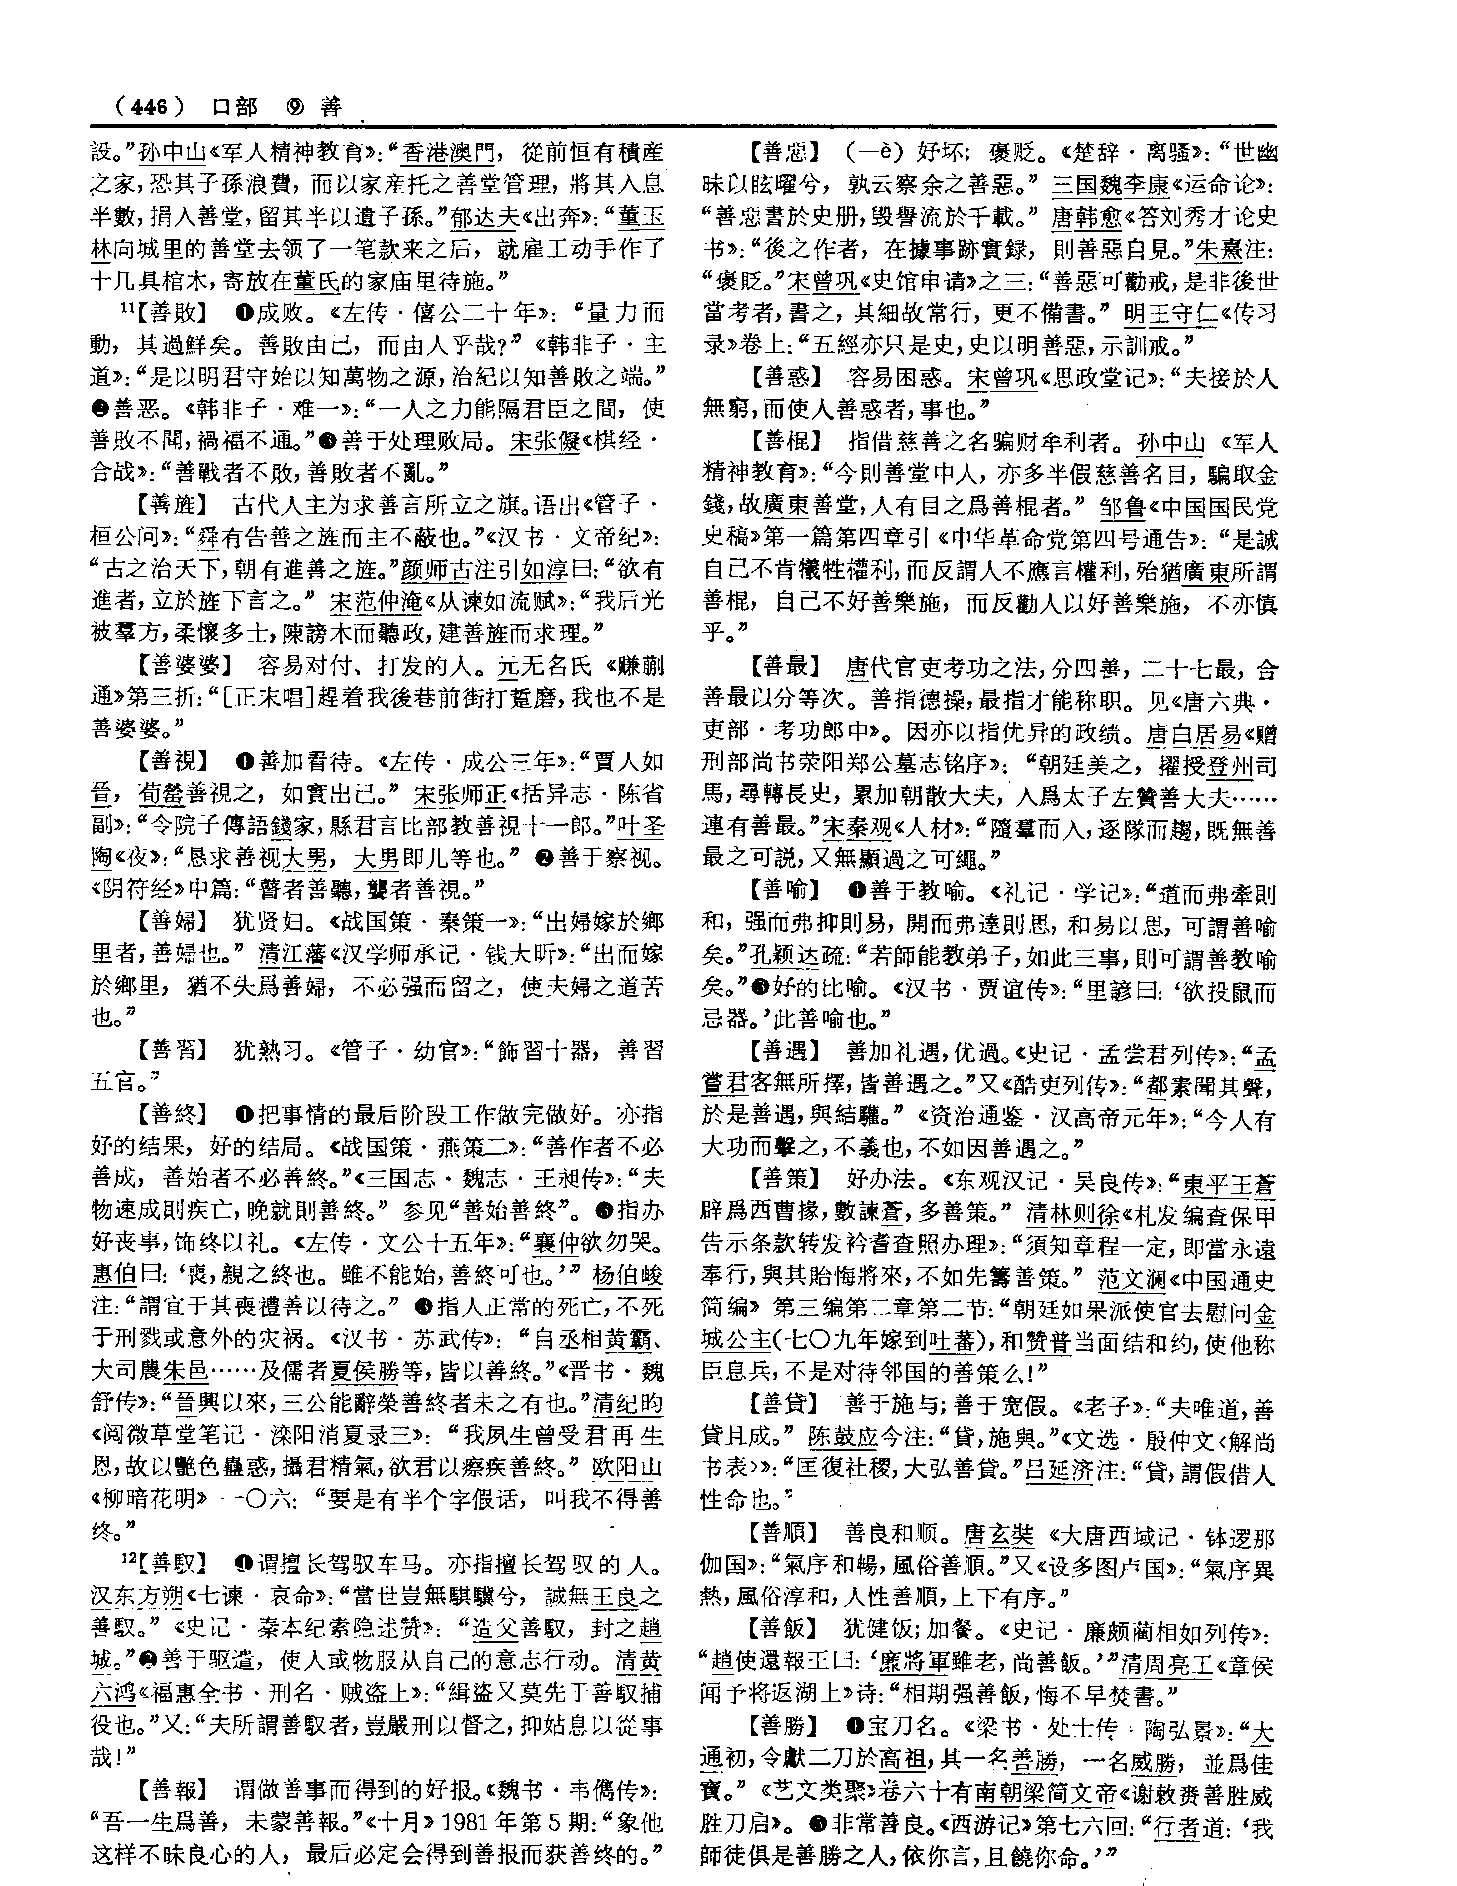 （446） 口部 ⑨ 善
設。”孙中山《军人精神教育》：“香港澳門，從前恒有積產
之家，恐其子孫浪費，而以家産托之善堂管理，將其入息
半數，捐入善堂，留其半以遺子孫。”郁达夫《出奔》：“董玉
林向城里的善堂去领了一笔款来之后，就雇工动手作了
十几具棺木，寄放在董氏的家庙里待施。”
11【善敗】 ❶成败。《左传·僖公二十年》：“量力而
動，其過鮮矣。善敗由己，而由人乎哉？”《韩非子·主
道》：“是以明君守始以知萬物之源，治紀以知善敗之端。”
❷善恶。《韩非子·难一》：“一人之力能隔君臣之間，使
善敗不聞，禍福不通。”❸善于处理败局。宋张儗《棋经·
合战》：“善戰者不敗，善敗者不亂。”
【善旌】 古代人主为求善言所立之旗。语出《管子·
桓公问》：“舜有告善之旌而主不蔽也。”《汉书·文帝纪》：
“古之治天下，朝有進善之旌。”颜师古注引如淳曰：“欲有
進者，立於旌下言之。”宋范仲淹《从谏如流赋》：“我后光
被羣方，柔懷多士，陳謗木而聽政，建善旌而求理。”
【善婆婆】 容易对付、打发的人。元无名氏《赚蒯
通》第三折：“［正末唱］趕着我後巷前街打踅磨，我也不是
善婆婆。”
【善視】 ❶善加看待。《左传·成公三年》：“賈人如
晉，荀罃善視之，如實出己。”宋张师正《括异志·陈省
副》：“令院子傳語錢家，縣君言比部教善視十一郎。”叶圣
陶《夜》：“恳求善视大男，大男即儿等也。”❷善于察视。
《阴符经》中篇：“瞽者善聽，聾者善視。”
【善婦】 犹贤妇。《战国策·秦策一》：“出婦嫁於鄉
里者，善婦也。”清江藩《汉学师承记·钱大昕》：“出而嫁
於鄉里，猶不失爲善婦，不必强而留之，使夫婦之道苦
也。”
【善習】 犹熟习。《管子·幼官》：“飾習十器，善習
五官。”
【善終】 ❶把事情的最后阶段工作做完做好。亦指
好的结果，好的结局。《战国策·燕策二》：“善作者不必
善成，善始者不必善終。”《三国志·魏志·王昶传》：“夫
物速成則疾亡，晚就則善終。”参见“善始善终”。❷指办
好丧事，饰终以礼。《左传·文公十五年》：“襄仲欲勿哭。
惠伯曰：‘喪，親之終也。雖不能始，善終可也。’”杨伯峻
注：“謂宜于其喪禮善以待之。”❸指人正常的死亡，不死
于刑戮或意外的灾祸。《汉书·苏武传》：“自丞相黄霸、
大司農朱邑……及儒者夏侯勝等，皆以善終。”《晋书·魏
舒传》：“晉興以來，三公能辭榮善終者未之有也。”清纪昀
《阅微草堂笔记·滦阳消夏录三》：“我夙生曾受君再生
恩，故以艷色蠱惑，攝君精氣，欲君以瘵疾善終。”欧阳山
《柳暗花明》一〇六：“要是有半个字假话，叫我不得善
终。”
12【善馭】 ❶谓擅长驾驭车马。亦指擅长驾驭的人。
汉东方朔《七谏·哀命》：“當世豈無騏驥兮，誠無王良之
善馭。”《史记·秦本纪索隐述赞》：“造父善馭，封之趙
城。”❷善于驱遣，使人或物服从自己的意志行动。清黄
六鸿《福惠全书·刑名·贼盗上》：“緝盜又莫先于善馭捕
役也。”又：“夫所謂善馭者，豈嚴刑以督之，抑姑息以從事
哉！”
【善報】 谓做善事而得到的好报。《魏书·韦儁传》：
“吾一生爲善，未蒙善報。”《十月》1981年第5期：“象他
这样不昧良心的人，最后必定会得到善报而获善终的。”
【善惡】 （—è）好坏；褒贬。《楚辞·离骚》：“世幽
昧以眩曜兮，孰云察余之善惡。”三国魏李康《运命论》：
“善惡書於史册，毁譽流於千載。”唐韩愈《答刘秀才论史
书》：“後之作者，在據事跡實録，則善惡自見。”朱熹注：
“褒贬。”宋曾巩《史馆申请》之三：“善惡可勸戒，是非後世
當考者，書之，其細故常行，更不備書。”明王守仁《传习
录》卷上：“五經亦只是史，史以明善惡，示訓戒。”
【善惑】 容易困惑。宋曾巩《思政堂记》：“夫接於人
無窮，而使人善惑者，事也。”
【善棍】 指借慈善之名骗财牟利者。孙中山《军人
精神教育》：“今則善堂中人，亦多半假慈善名目，騙取金
錢，故廣東善堂，人有目之爲善棍者。”邹鲁《中国国民党
史稿》第一篇第四章引《中华革命党第四号通告》：“是誠
自己不肯犧牲權利，而反謂人不應言權利，殆猶廣東所謂
善棍，自己不好善樂施，而反勸人以好善樂施，不亦慎
乎。”
【善最】 唐代官吏考功之法，分四善，二十七最，合
善最以分等次。善指德操，最指才能称职。见《唐六典·
吏部·考功郎中》。因亦以指优异的政绩。唐白居易《赠
刑部尚书荥阳郑公墓志铭序》：“朝廷美之，擢授登州司
馬，尋轉長史，累加朝散大夫，入爲太子左贊善大夫……
連有善最。”宋秦观《人材》：“隨羣而入，逐隊而趨，既無善
最之可説，又無顯過之可繩。”
【善喻】 ❶善于教喻。《礼记·学记》：“道而弗牽則
和，强而弗抑則易，開而弗達則思，和易以思，可謂善喻
矣。”孔颖达疏：“若師能教弟子，如此三事，則可謂善教喻
矣。”❷好的比喻。《汉书·贾谊传》：“里諺曰：‘欲投鼠而
忌器。’此善喻也。”
【善遇】 善加礼遇，优遇。《史记·孟尝君列传》：“孟
嘗君客無所擇，皆善遇之。”又《酷吏列传》：“都素聞其聲，
於是善遇，與結驩。”《资治通鉴·汉高帝元年》：“今人有
大功而擊之，不義也，不如因善遇之。”
【善策】 好办法。《东观汉记·吴良传》：“東平王蒼
辟爲西曹掾，數諫蒼，多善策。”清林则徐《札发编查保甲
告示条款转发衿耆查照办理》：“須知章程一定，即當永遠
奉行，與其貽悔將來，不如先籌善策。”范文澜《中国通史
简编》第三编第二章第二节：“朝廷如果派使官去慰问金
城公主（七〇九年嫁到吐蕃），和赞普当面结和约，使他称
臣息兵，不是对待邻国的善策么！”
【善貸】 善于施与；善于宽假。《老子》：“夫唯道，善
貸且成。”陈鼓应今注：“貸，施與。”《文选·殷仲文〈解尚
书表〉》：“匡復社稷，大弘善貸。”吕延济注：“貸，謂假借人
性命也。”
【善順】 善良和顺。唐玄奘《大唐西域记·钵逻那
伽国》：“氣序和暢，風俗善順。”又《设多图卢国》：“氣序異
熱，風俗淳和，人性善順，上下有序。”
【善飯】 犹健饭；加餐。《史记·廉颇蔺相如列传》：
“趙使還報王曰：‘廉將軍雖老，尚善飯。’”清周亮工《章侯
闻予将返湖上》诗：“相期强善飯，悔不早焚書。”
【善勝】 ❶宝刀名。《梁书·处士传·陶弘景》：“大
通初，令獻二刀於高祖，其一名善勝，一名威勝，並爲佳
寶。”《艺文类聚》卷六十有南朝梁简文帝《谢敕赉善胜威
胜刀启》。❷非常善良。《西游记》第七六回：“行者道：‘我
師徒俱是善勝之人，依你言，且饒你命。’”